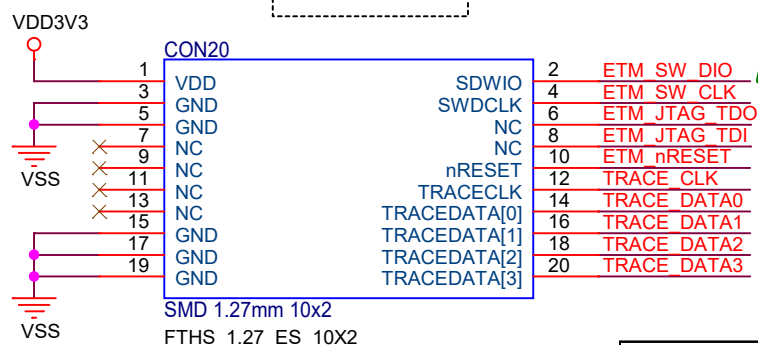 VDD3V3
CON20
1 VDD SDWIO 2 ETM_SW_DIO
3 GND SWDCLK 4 ETM_SW_CLK
5 GND NC 6 ETM_JTAG_TDO
7 NC NC 8 ETM_JTAG_TDI
9 NC nRESET 10 ETM_nRESET
11 NC TRACECLK 12 TRACE_CLK
13 NC TRACEDATA[0] 14 TRACE_DATA0
15 GND TRACEDATA[1] 16 TRACE_DATA1
17 GND TRACEDATA[2] 18 TRACE_DATA2
19 GND TRACEDATA[3] 20 TRACE_DATA3
VSS
VSS
SMD 1.27mm 10x2
FTHS_1.27_ES_10X2